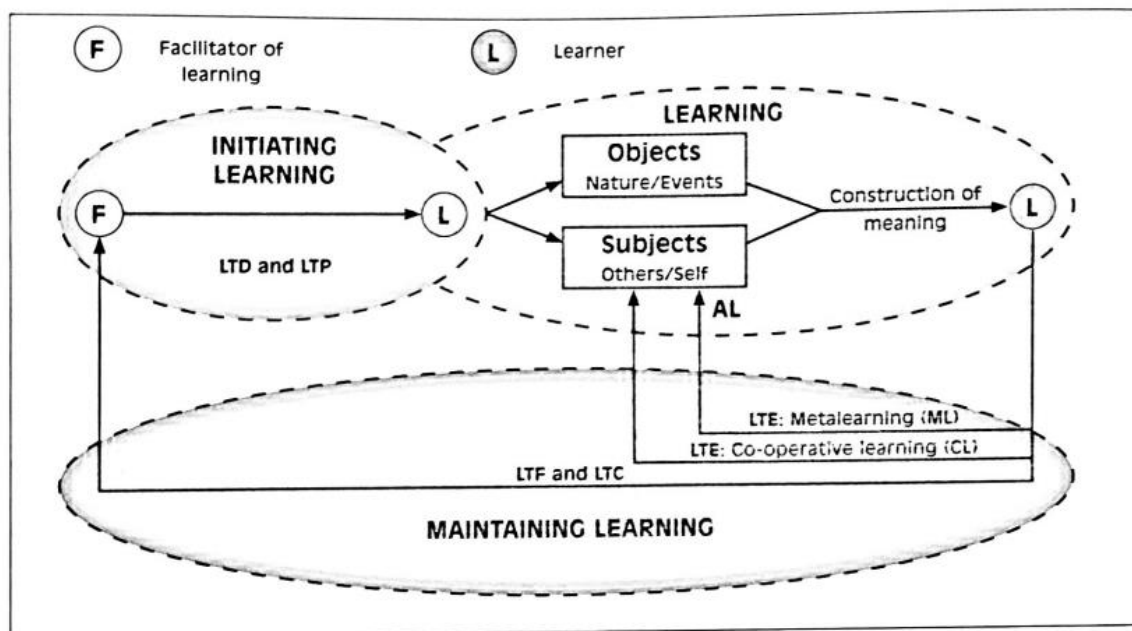 F
Facilitator of
learning
L
Learner
INITIATING
LEARNING
F
L
LTD and LTP
LEARNING
Objects
Nature/Events
Subjects
Others/Self
Construction of
meaning
L
AL
LTE: Metalearning (ML)
LTE: Co-operative learning (CL)
LTF and LTC
MAINTAINING LEARNING